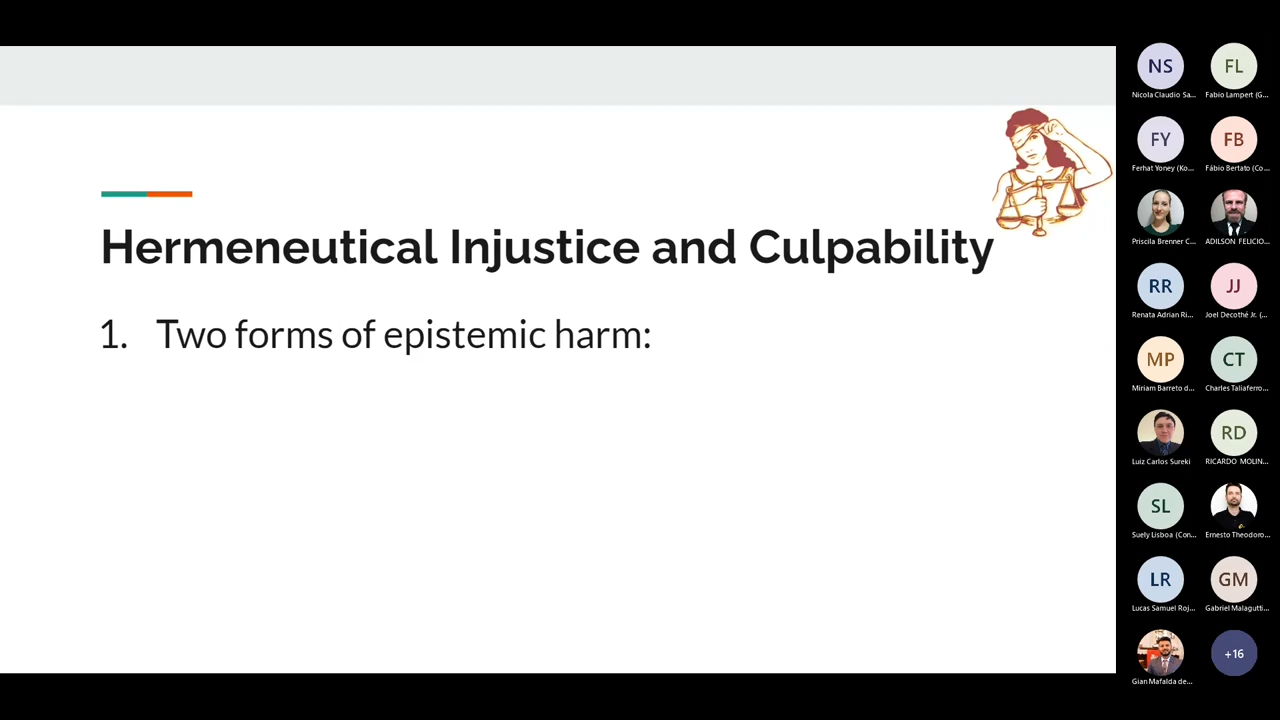 Hermeneutical Injustice and Culpability
1. Two forms of epistemic harm:
NS
FL
Nicola Claudio Sa...
Fabio Lampert (G...
FY
FB
Ferhat Yoney (Ko...
Fábio Bertato (Co...
Priscila Brenner C...
ADILSON FELICIO...
RR
JJ
Renata Adrian Ri...
Joel Decothé Jr. (...
MP
CT
Miriam Barreto d...
Charles Taliaferro...
RD
Luiz Carlos Sureki
RICARDO MOLIN...
SL
Suely Lisboa (Con...
Ernesto Theodoro...
LR
GM
Lucas Samuel Roj...
Gabriel Malagutti...
+16
Gian Mafalda de...